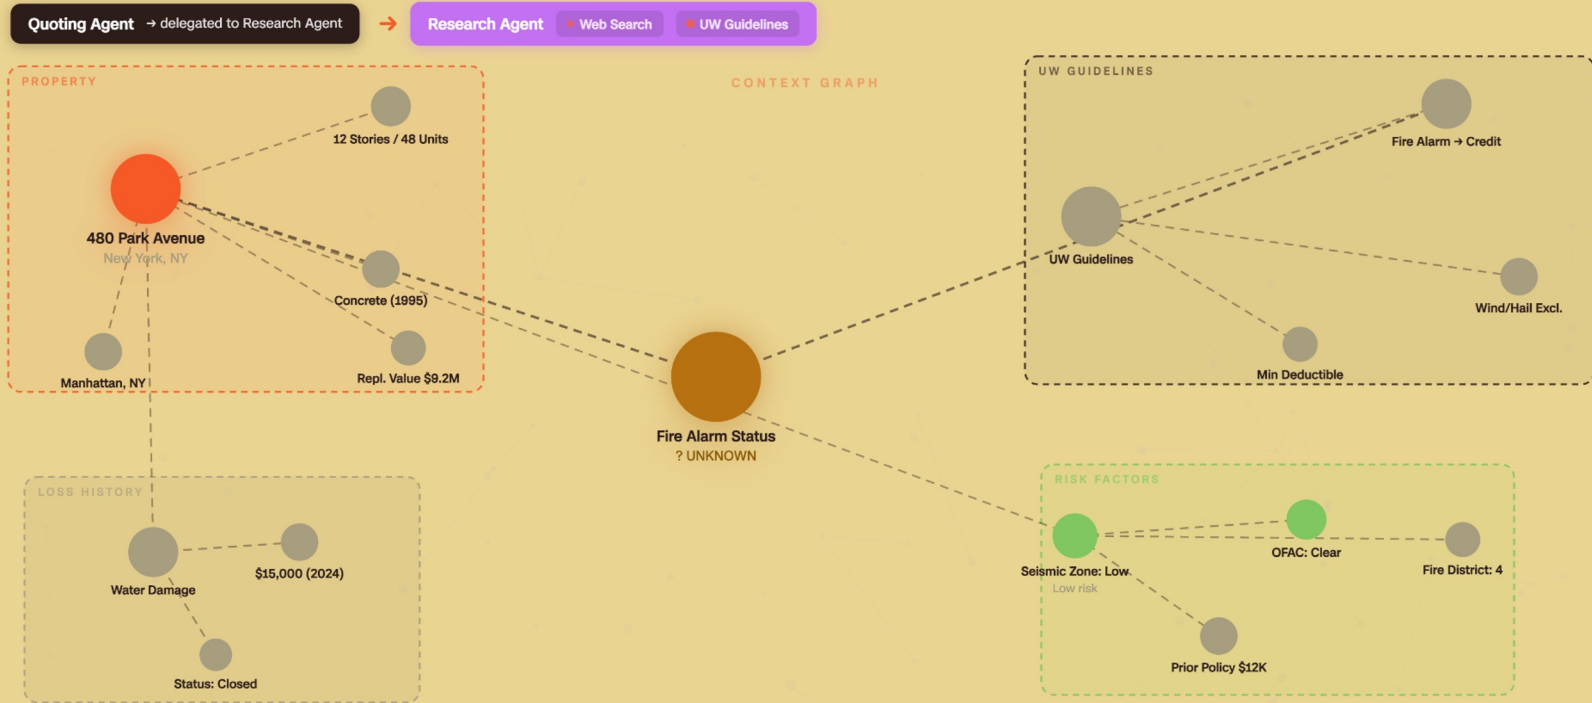 Quoting Agent → delegated to Research Agent → Research Agent Web Search UW Guidelines
PROPERTY
12 Stories / 48 Units
480 Park Avenue
New York, NY
Concrete (1995)
Repl. Value $9.2M
Manhattan, NY
CONTEXT GRAPH
UW GUIDELINES
Fire Alarm → Credit
UW Guidelines
Wind/Hail Excl.
Min Deductible
Fire Alarm Status
? UNKNOWN
LOSS HISTORY
Water Damage
$15,000 (2024)
Status: Closed
RISK FACTORS
Seismic Zone: Low
Low risk
OFAC: Clear
Fire District: 4
Prior Policy $12K